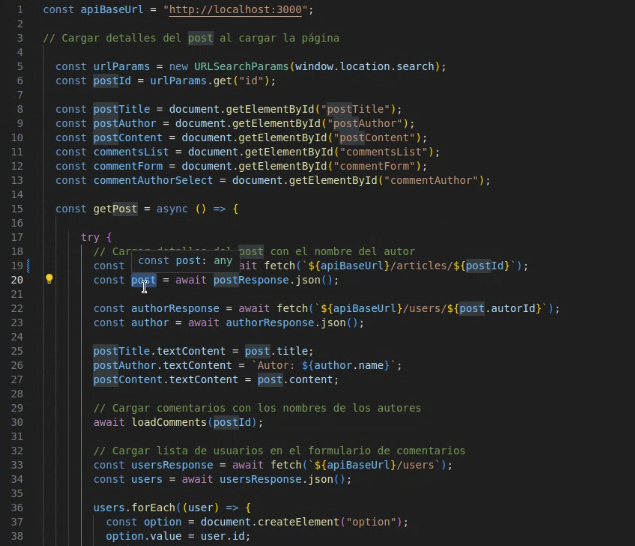 1 const apiBaseUrl = "http://localhost:3000";
2
3 // Cargar detalles del post al cargar la página
4
5 const urlParams = new URLSearchParams(window.location.search);
6 const postId = urlParams.get("id");
7
8 const postTitle = document.getElementById("postTitle");
9 const postAuthor = document.getElementById("postAuthor");
10 const postContent = document.getElementById("postContent");
11 const commentsList = document.getElementById("commentsList");
12 const commentForm = document.getElementById("commentForm");
13 const commentAuthorSelect = document.getElementById("commentAuthor");
14
15 const getPost = async () => {
16
17 try {
18 // Car del post con el nombre del autor
const post: any
19 const ait fetch(`${apiBaseUrl}/articles/${postId}`);
20 const post = await postResponse.json();
21
22 const authorResponse = await fetch(`${apiBaseUrl}/users/${post.autorId}`);
23 const author = await authorResponse.json();
24
25 postTitle.textContent = post.title;
26 postAuthor.textContent = `Autor: ${author.name}`;
27 postContent.textContent = post.content;
28
29 // Cargar comentarios con los nombres de los autores
30 await loadComments(postId);
31
32 // Cargar lista de usuarios en el formulario de comentarios
33 const usersResponse = await fetch(`${apiBaseUrl}/users`);
34 const users = await usersResponse.json();
35
36 users.forEach((user) => {
37 const option = document.createElement("option");
38 option.value = user.id;